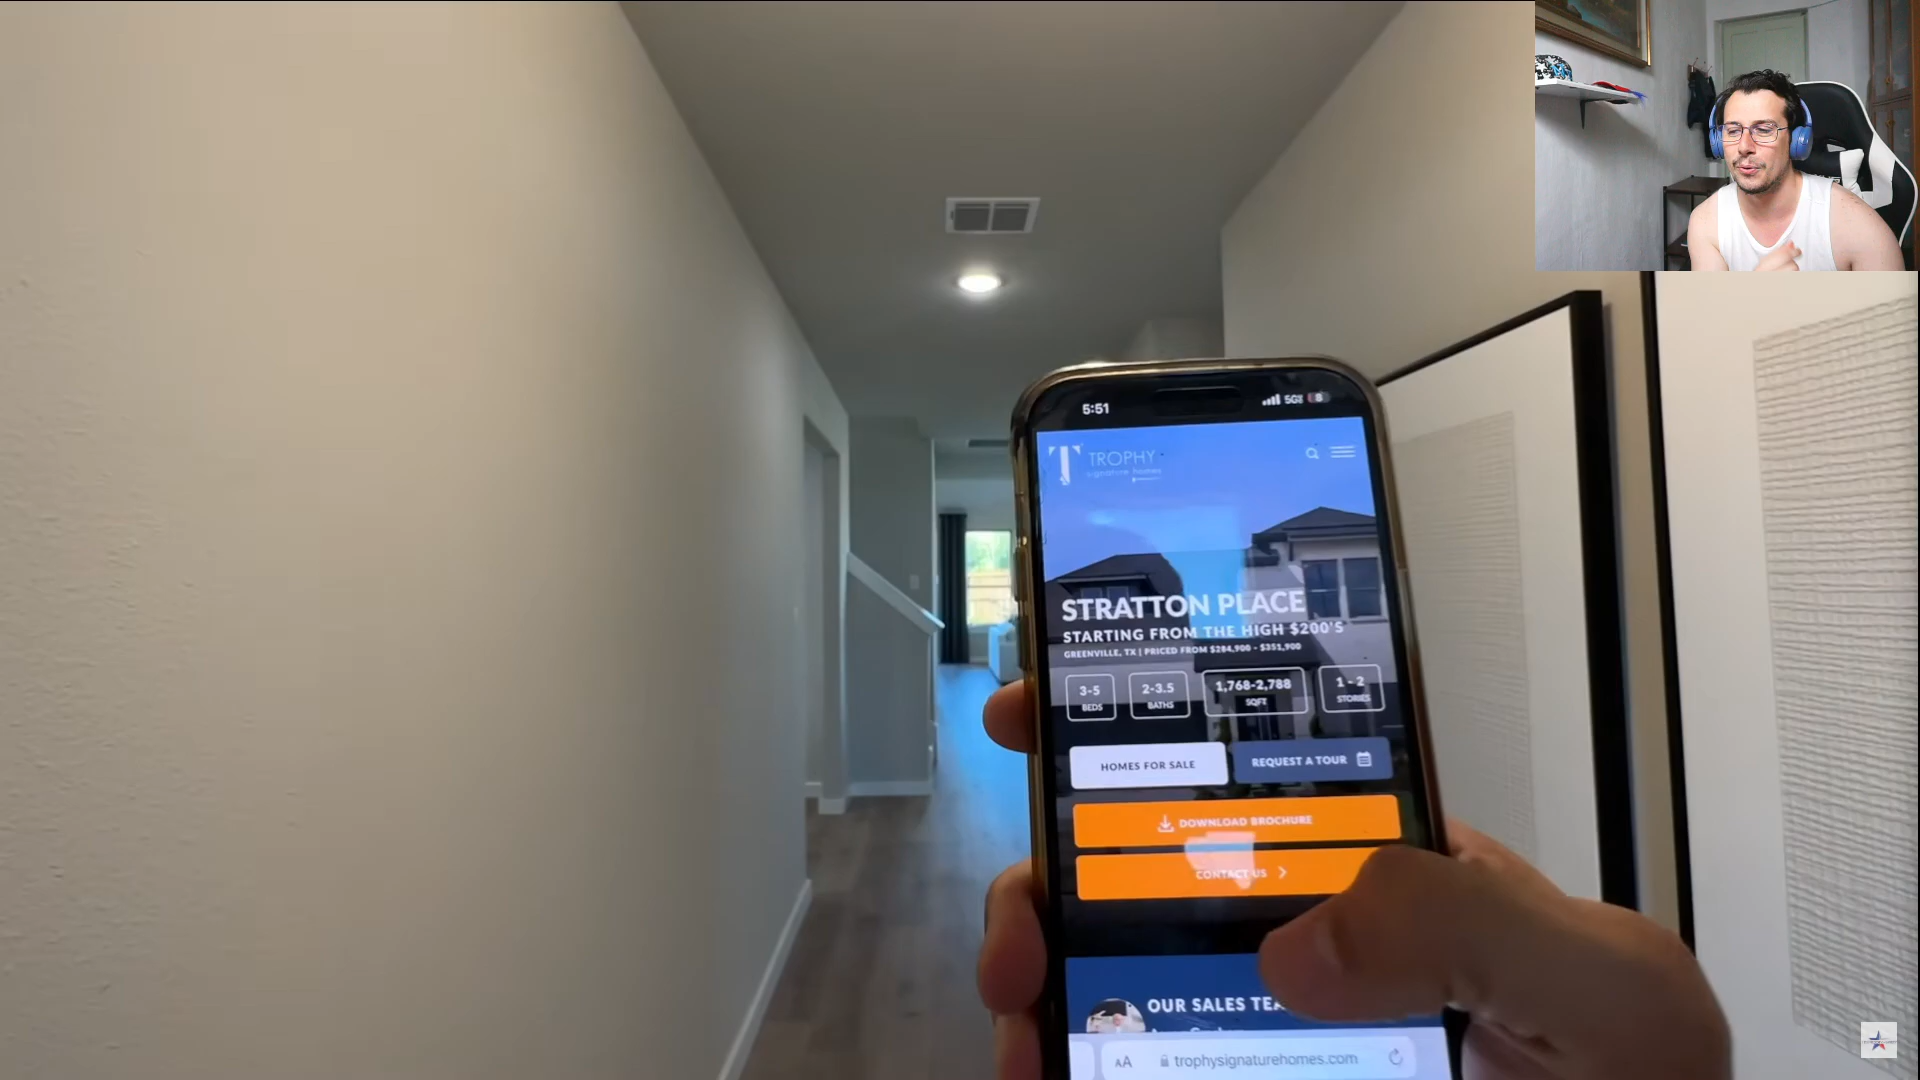 5:51
5G
TROPHY
signature homes
STRATTON PLACE
STARTING FROM THE HIGH $200'S
GREENVILLE, TX | PRICED FROM $284,900 - $351,900
3-5
BEDS
2-3.5
BATHS
1,768-2,788
SQFT
1 - 2
STORIES
HOMES FOR SALE
REQUEST A TOUR
DOWNLOAD BROCHURE
CONTACT US
OUR SALES TEA
AA
trophysignaturehomes.com